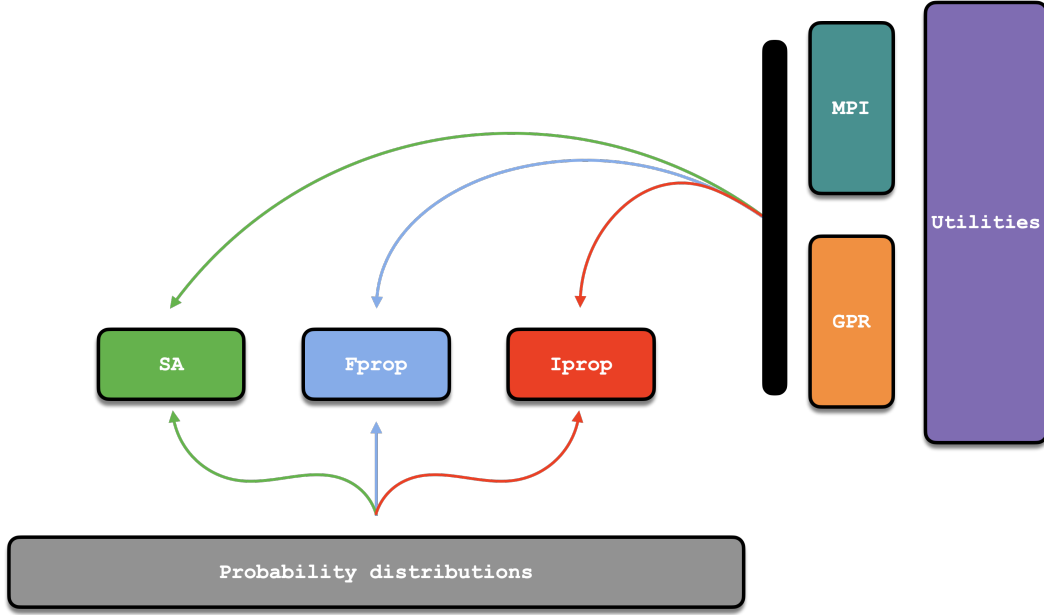 MPI
Utilities
GPR
SA
Fprop
Iprop
Probability distributions